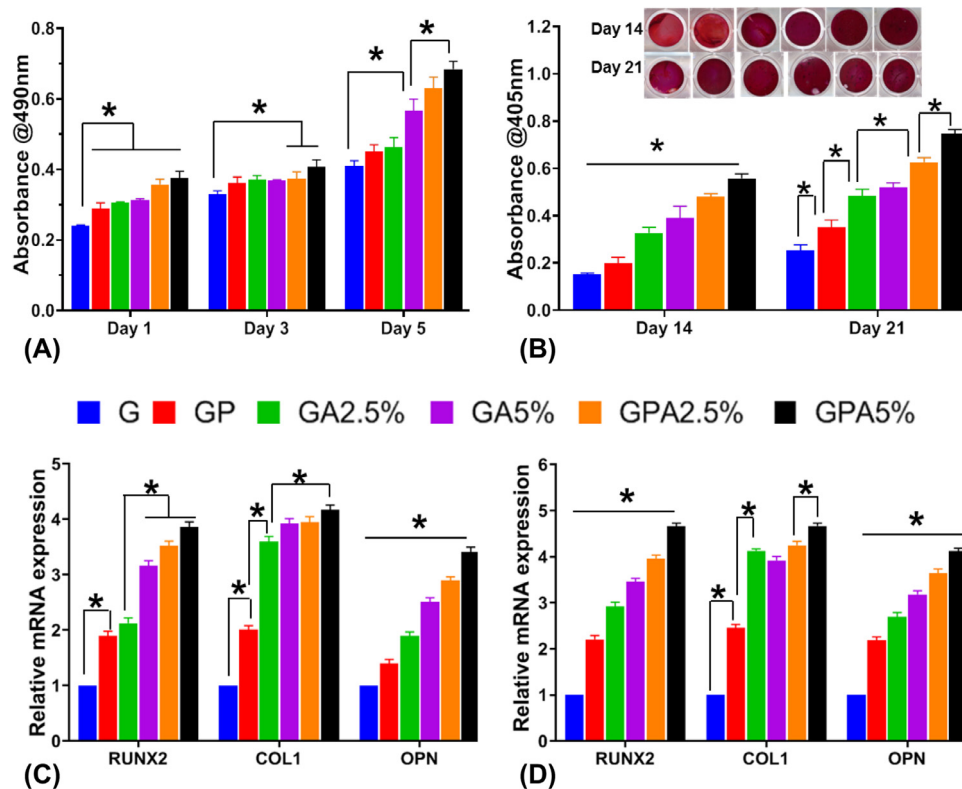 0.8
0.6
0.4
0.2
0.0
Absorbance @490nm
* * * *
Day 1 Day 3 Day 5
(A)
Day 14
Day 21
1.2
1.0
0.8
0.6
0.4
0.2
0.0
Absorbance @405nm
* * * * *
Day 14 Day 21
(B)
G GP GA2.5% GA5% GPA2.5% GPA5%
5
4
3
2
1
0
Relative mRNA expression
* * * * * *
RUNX2 COL1 OPN
(C)
6
5
4
3
2
1
0
Relative mRNA expression
* * * * *
RUNX2 COL1 OPN
(D)